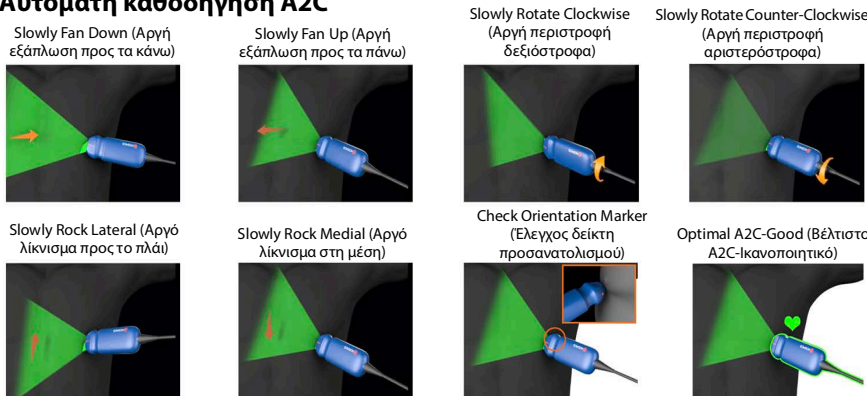 Αυτόματη καθοδήγηση A2C
Slowly Fan Down (Αργή
εξάπλωση προς τα κάτω)
Slowly Fan Up (Αργή
εξάπλωση προς τα πάνω)
Slowly Rotate Clockwise
(Αργή περιστροφή
δεξιόστροφα)
Slowly Rotate Counter-Clockwise
(Αργή περιστροφή
αριστερόστροφα)
Slowly Rock Lateral (Αργό
λίκνισμα προς το πλάι)
Slowly Rock Medial (Αργό
λίκνισμα στη μέση)
Check Orientation Marker
(Έλεγχος δείκτη
προσανατολισμού)
Optimal A2C-Good (Βέλτιστο
A2C-Ικανοποιητικό)